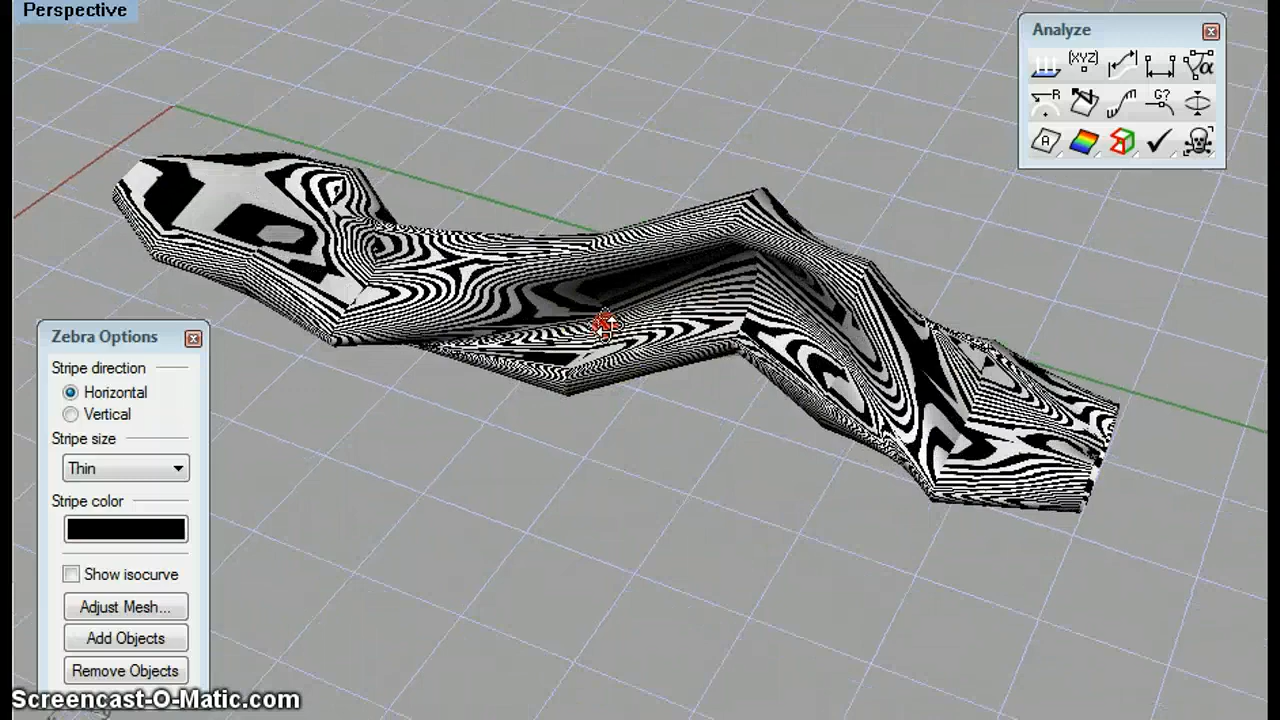 Perspective
Analyze
(XYZ)
R
m
G?
α
A
Zebra Options
Stripe direction
Horizontal
Vertical
Stripe size
Thin
Stripe color
Show isocurve
Adjust Mesh...
Add Objects
Remove Objects
Screencast-O-Matic.com